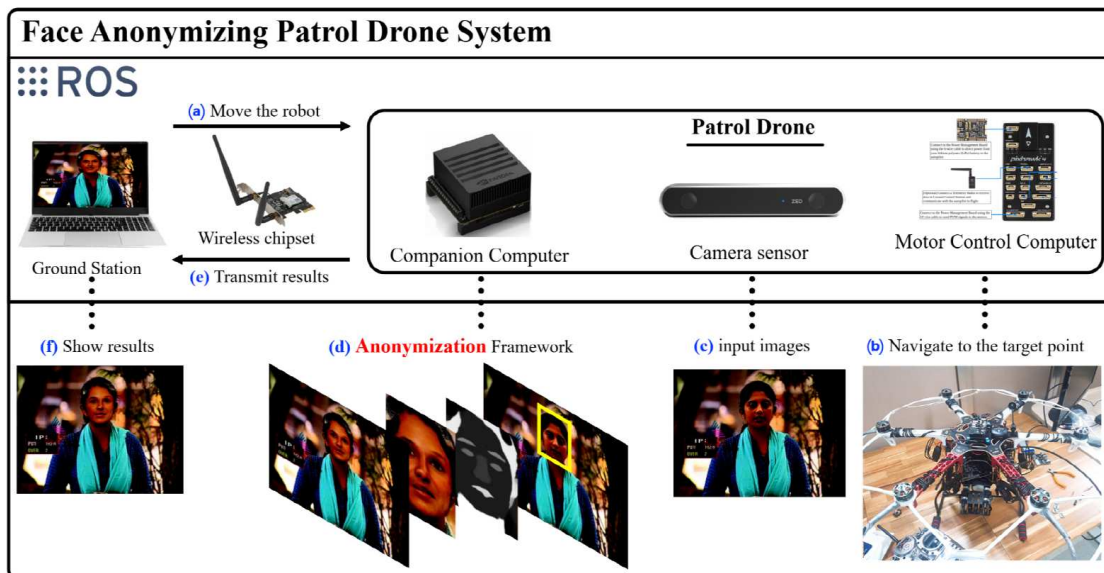 Face Anonymizing Patrol Drone System
ROS
(a) Move the robot
Wireless chipset
(e) Transmit results
Ground Station
Patrol Drone
Companion Computer
ZED
Camera sensor
Motor Control Computer
(f) Show results
(d) Anonymization Framework
(c) input images
(b) Navigate to the target point